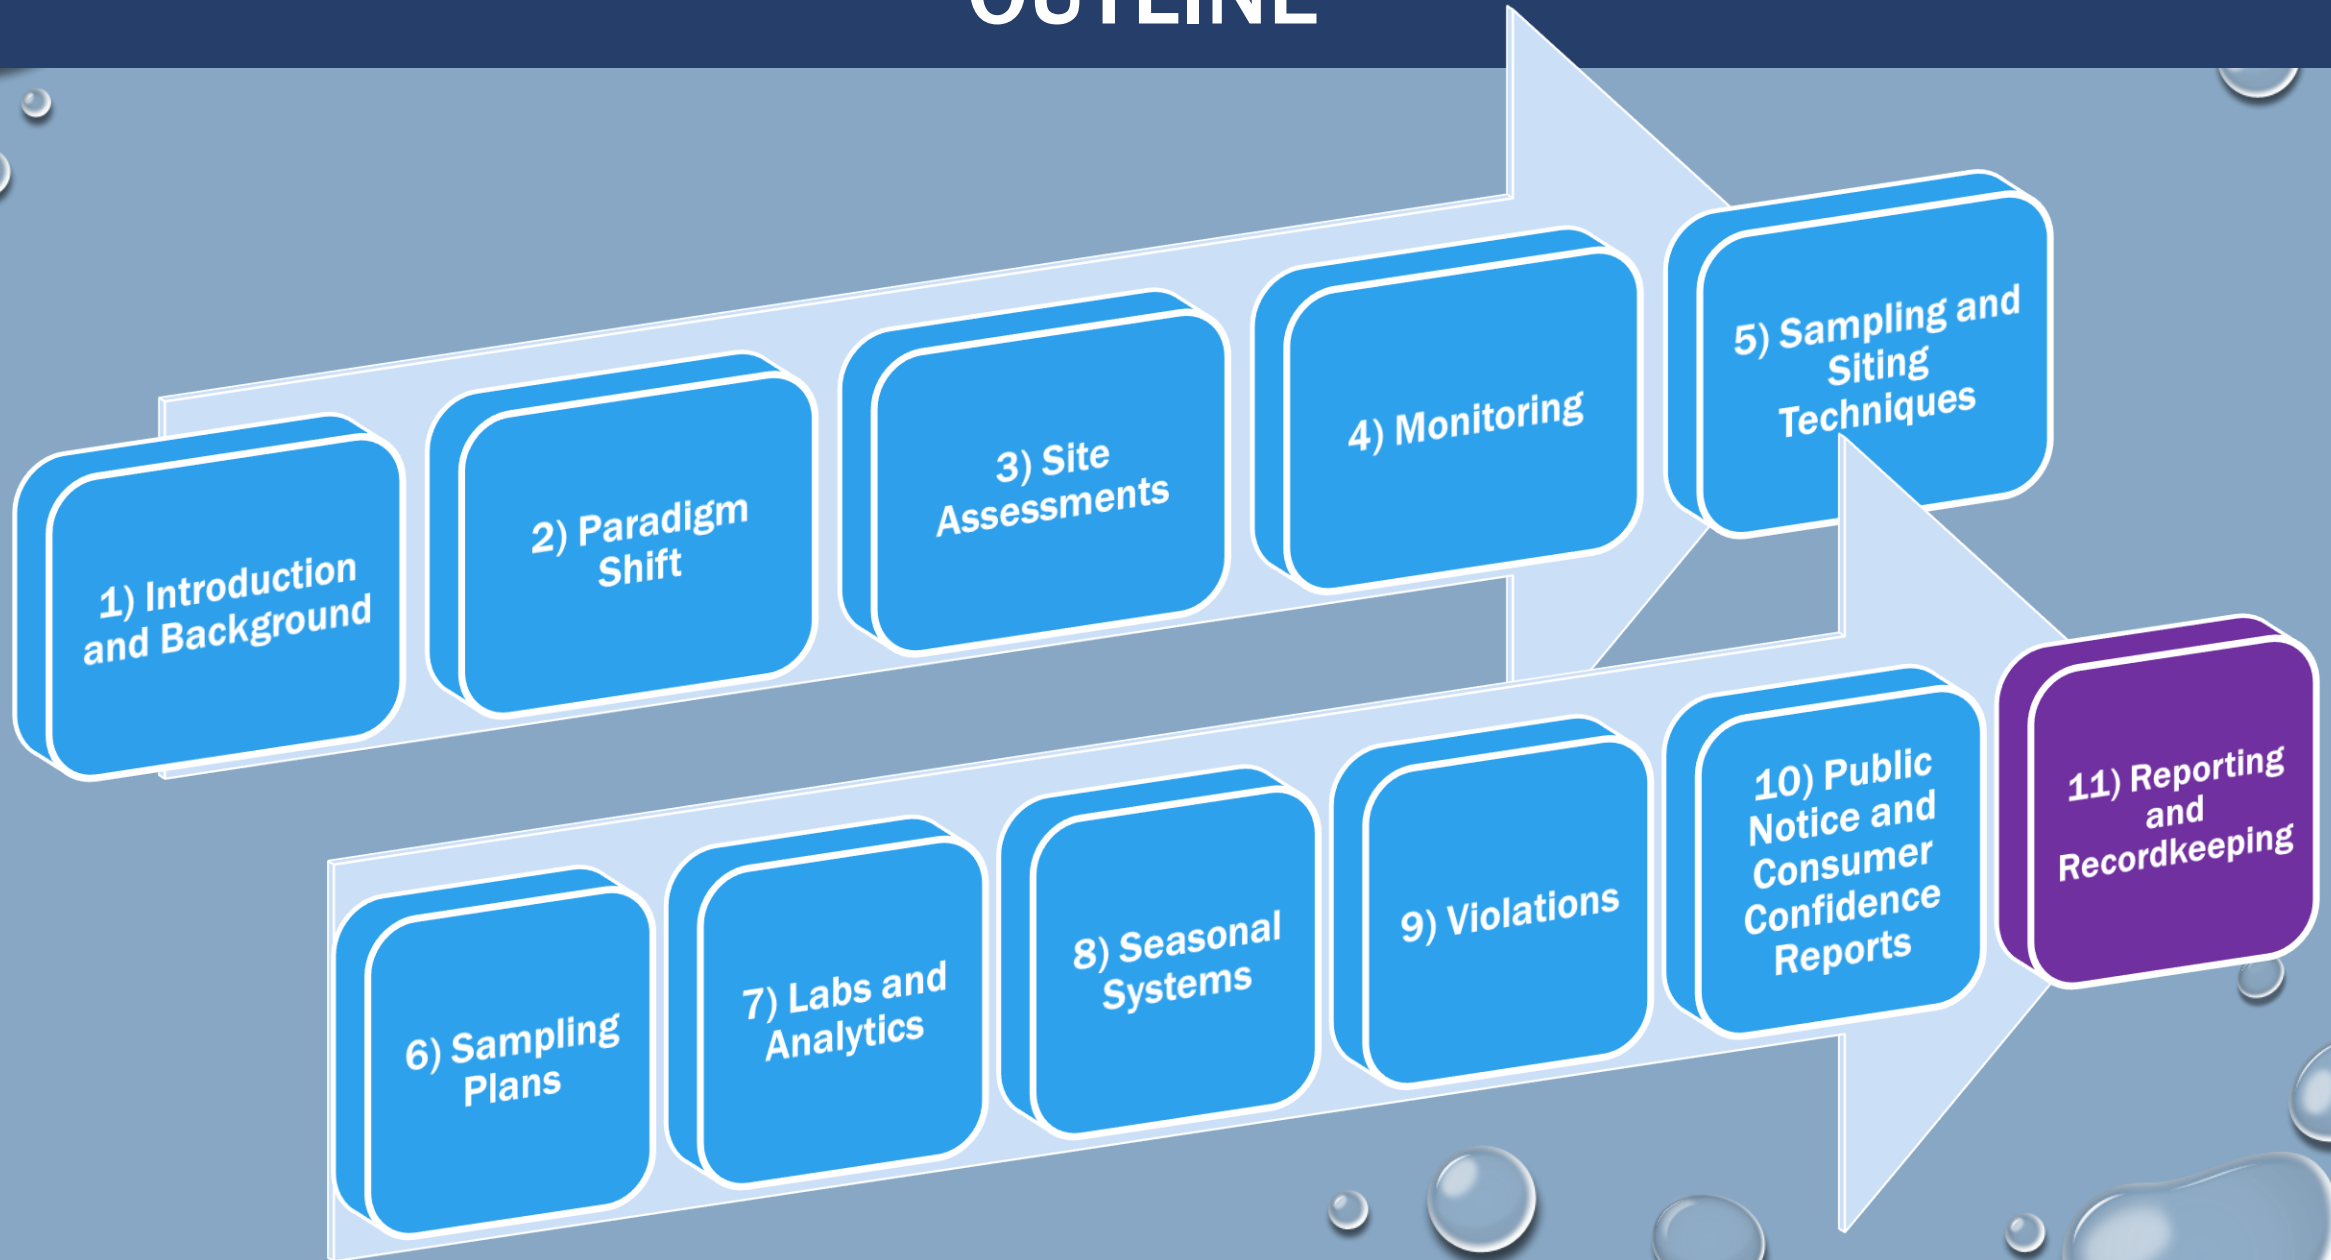 OUTLINE
1) Introduction
and Background
2) Paradigm
Shift
3) Site
Assessments
4) Monitoring
5) Sampling and
Siting
Techniques
6) Sampling
Plans
7) Labs and
Analytics
8) Seasonal
Systems
9) Violations
10) Public
Notice and
Consumer
Confidence
Reports
11) Reporting
and
Recordkeeping